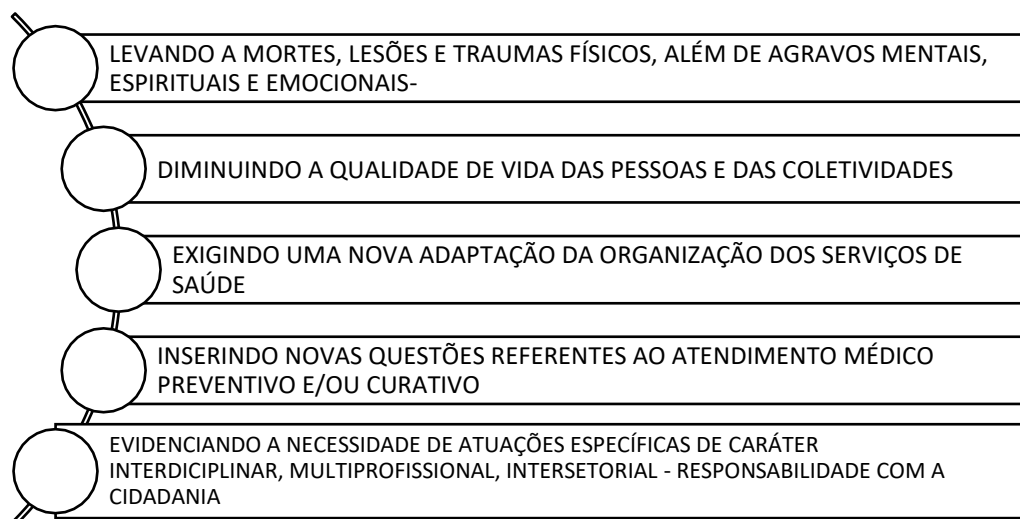 LEVANDO A MORTES, LESÕES E TRAUMAS FÍSICOS, ALÉM DE AGRAVOS MENTAIS,
ESPIRITUAIS E EMOCIONAIS-
DIMINUINDO A QUALIDADE DE VIDA DAS PESSOAS E DAS COLETIVIDADES
EXIGINDO UMA NOVA ADAPTAÇÃO DA ORGANIZAÇÃO DOS SERVIÇOS DE
SAÚDE
INSERINDO NOVAS QUESTÕES REFERENTES AO ATENDIMENTO MÉDICO
PREVENTIVO E/OU CURATIVO
EVIDENCIANDO A NECESSIDADE DE ATUAÇÕES ESPECÍFICAS DE CARÁTER
INTERDICIPLINAR, MULTIPROFISSIONAL, INTERSETORIAL - RESPONSABILIDADE COM A
CIDADANIA